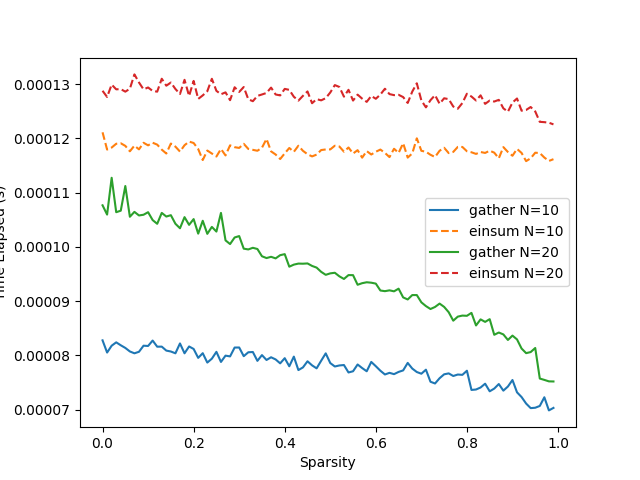 0.00013
0.00012
0.00011
0.00010
0.00009
0.00008
0.00007
Elapsed (s)
gather N=10
einsum N=10
gather N=20
einsum N=20
0.0 0.2 0.4 0.6 0.8 1.0
Sparsity